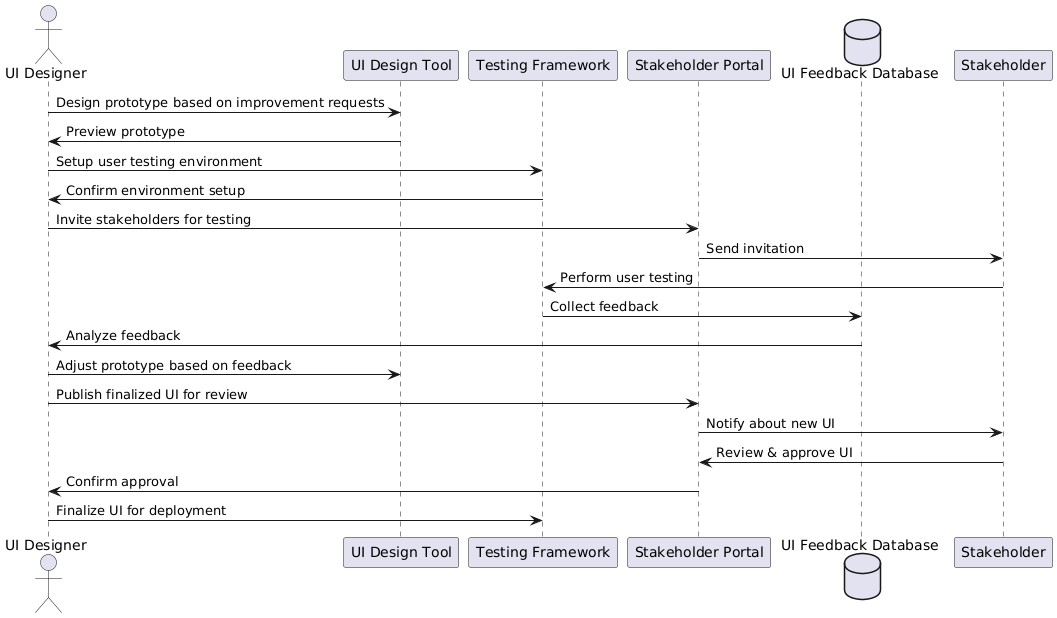 UI Designer
UI Design Tool
Testing Framework
Stakeholder Portal
UI Feedback Database
Stakeholder
Design prototype based on improvement requests
Preview prototype
Setup user testing environment
Confirm environment setup
Invite stakeholders for testing
Send invitation
Perform user testing
Collect feedback
Analyze feedback
Adjust prototype based on feedback
Publish finalized UI for review
Notify about new UI
Review & approve UI
Confirm approval
Finalize UI for deployment
UI Designer
UI Design Tool
Testing Framework
Stakeholder Portal
UI Feedback Database
Stakeholder